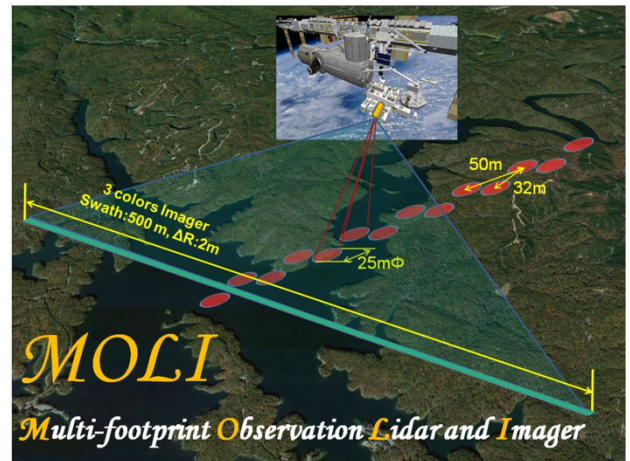 50m
32m
3 colors Imager
Swath:500 m, ΔR:2m
25mΦ
MOLI
Multi-footprint Observation Lidar and Imager